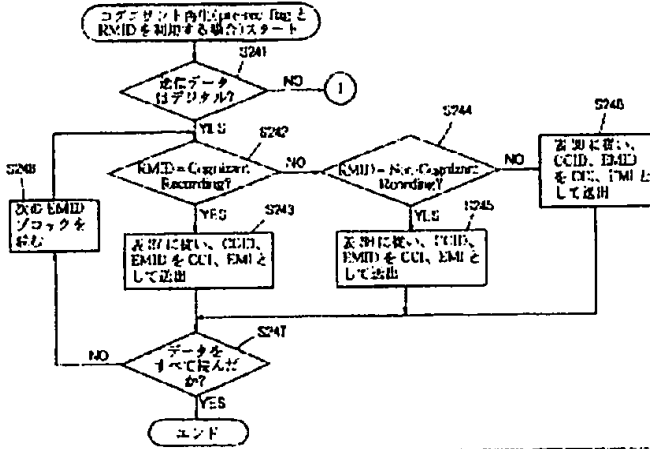 コグニザント再生(pre-rec flagと
RMIDを利用する場合)スタート
S241
送信データ
はデジタル?
NO
1
YES
S242
RMID=Cognizant
Recording?
NO
S244
RMID=Non-Cognizant
Recording?
NO
S246
に従い、
CCID、EMID
をCCI、EMIと
して送出
S248
次のEMID
ブロックを
読む
YES
S243
に従い、CCID、
EMIDをCCI、EMIと
して送出
YES
S245
に従い、CCID、
EMIDをCCI、EMIと
して送出
S247
データを
すべて読んだ
か?
NO
YES
エンド